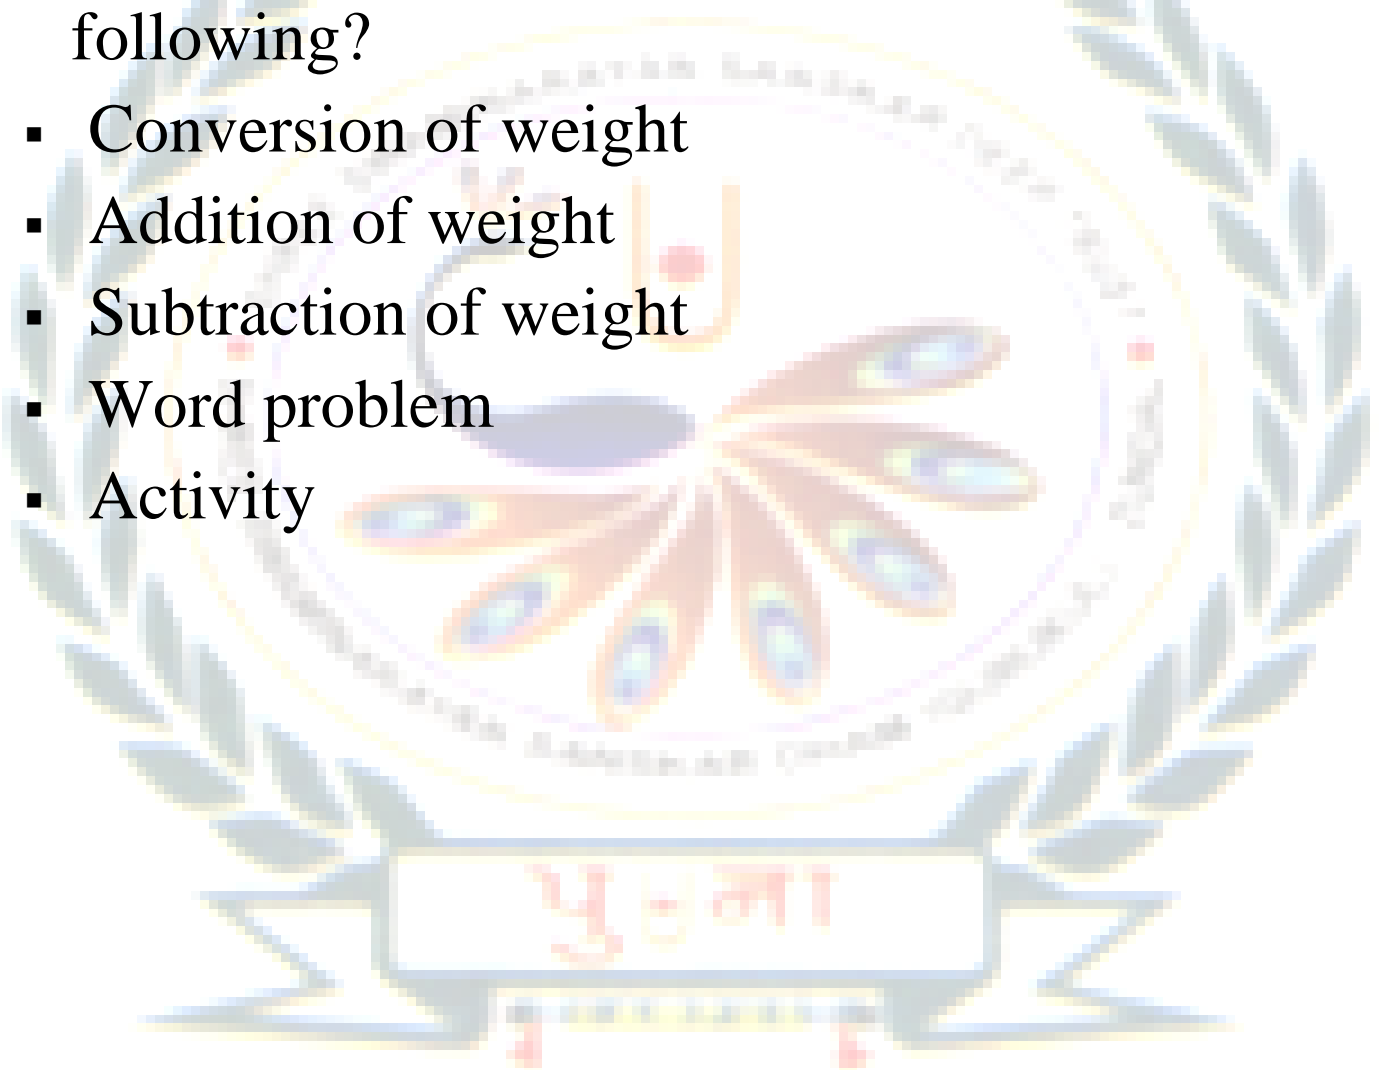 following?
▪ Conversion of weight
▪ Addition of weight
▪ Subtraction of weight
▪ Word problem
▪ Activity